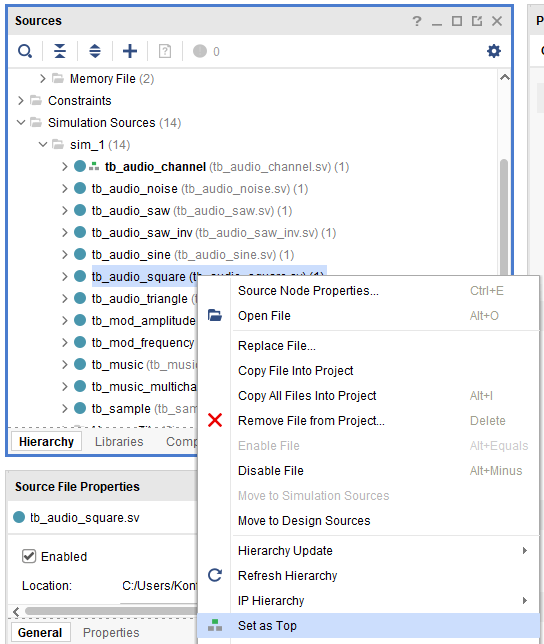 Sources
?
0
Memory File (2)
Constraints
Simulation Sources (14)
sim_1 (14)
tb_audio_channel (tb_audio_channel.sv) (1)
tb_audio_noise (tb_audio_noise.sv) (1)
tb_audio_saw (tb_audio_saw.sv) (1)
tb_audio_saw_inv (tb_audio_saw_inv.sv) (1)
tb_audio_sine (tb_audio_sine.sv) (1)
tb_audio_square (tb_audio_square.sv) (1)
tb_audio_triangle (tb_audio
tb_mod_amplitude
tb_mod_frequency
tb_music (tb_musi
tb_music_multicha
tb_sample (tb_sam
Hierarchy Libraries Comp
Source File Properties
tb_audio_square.sv
Enabled
Location: C:/Users/Kon
General Properties
Source Node Properties... Ctrl+E
Open File Alt+O
Replace File...
Copy File Into Project
Copy All Files Into Project Alt+I
Remove File from Project... Delete
Enable File Alt+Equals
Disable File Alt+Minus
Move to Simulation Sources
Move to Design Sources
Hierarchy Update
Refresh Hierarchy
IP Hierarchy
Set as Top
P